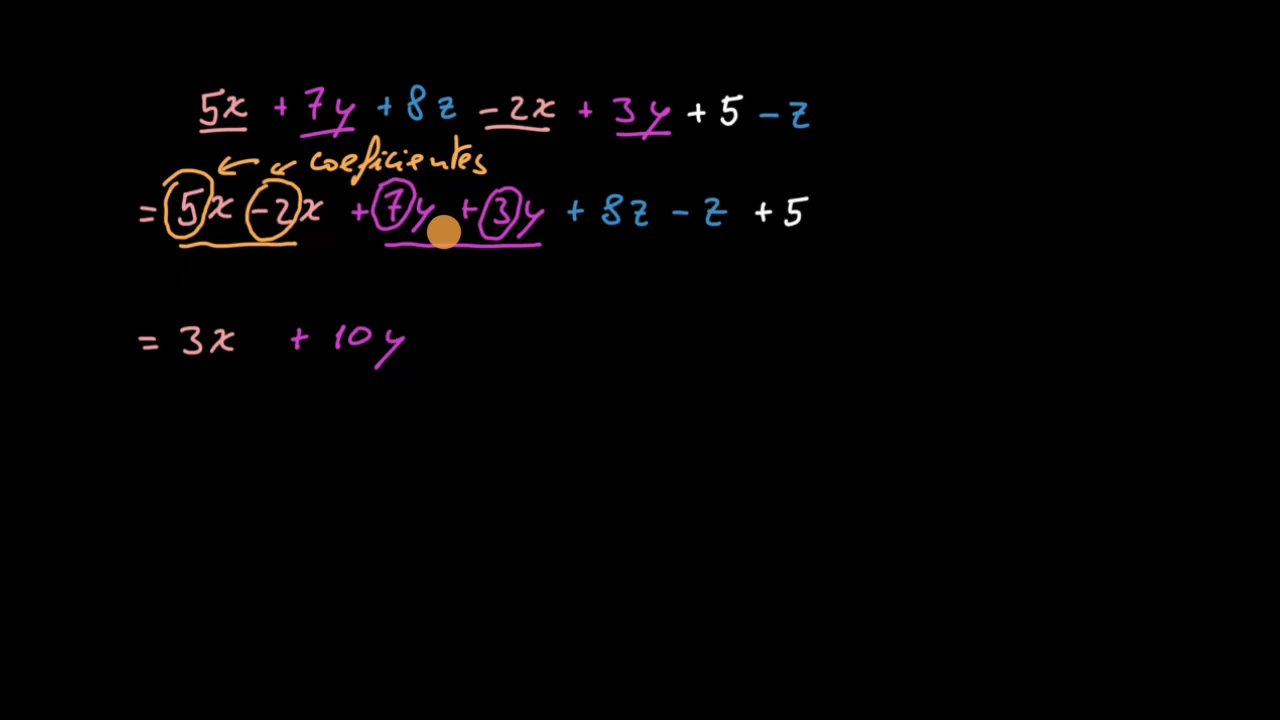 5x + 7y + 8z - 2x + 3y + 5 - z
coeficientes
= 5x - 2x + 7y + 3y + 8z - z + 5
= 3x + 10y